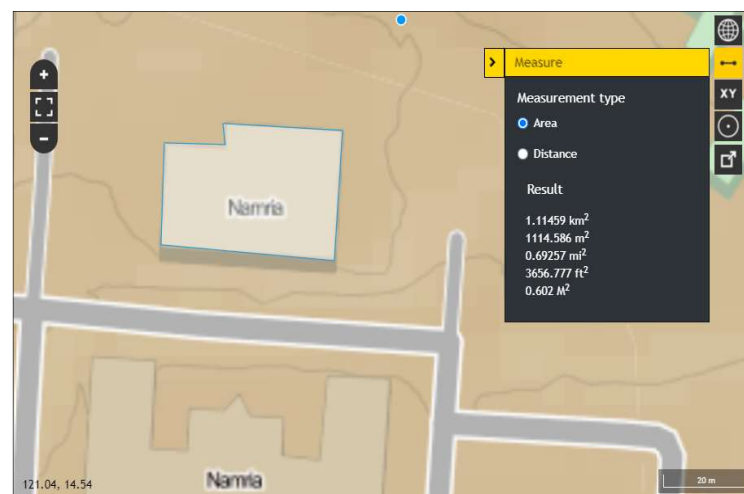 +
-
Measure
XY
Measurement type
Area
Distance
Result
1.11459 km²
1114.586 m²
0.69257 mi²
3656.777 ft²
0.602 M²
Namria
Namria
121.04, 14.54
20 m